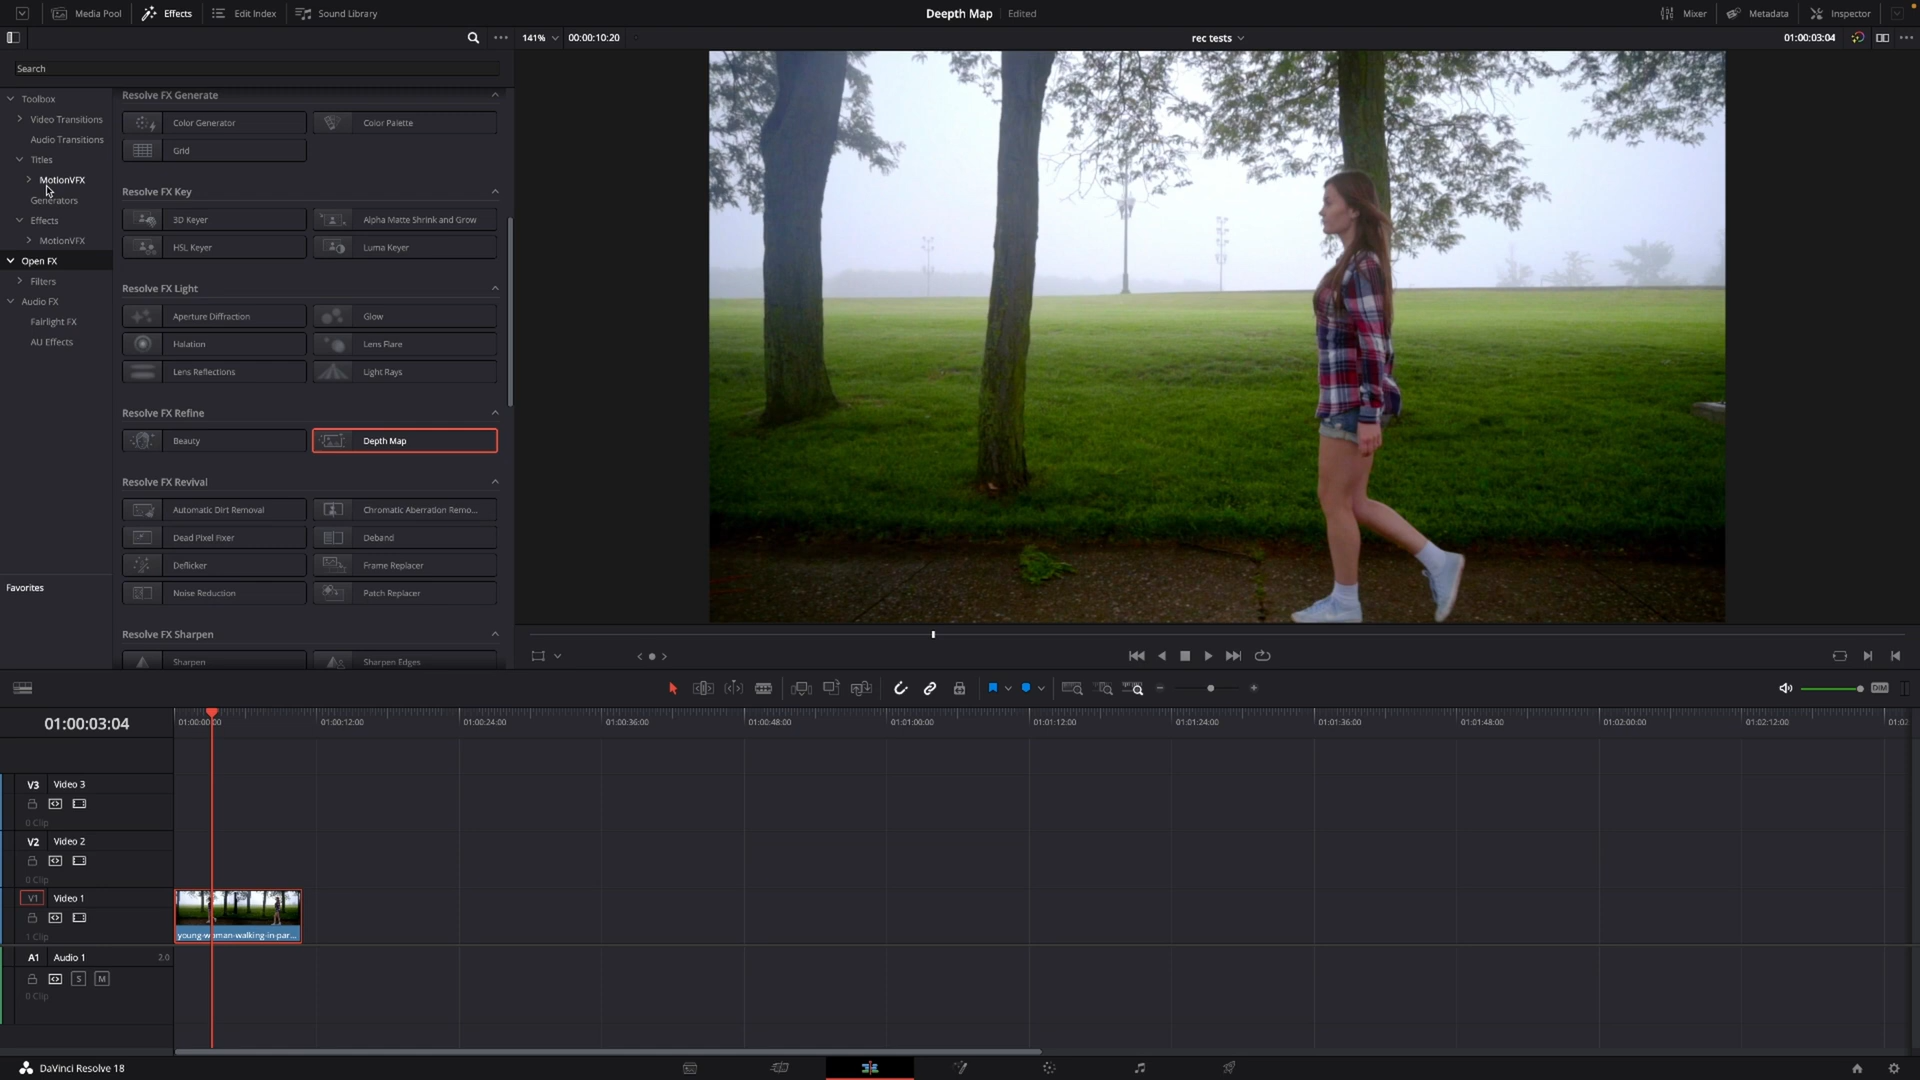 Media Pool Effects Edit Index Sound Library Deepth Map Edited Mixer Metadata Inspector
141% 00:00:10:20 rec tests 01:00:03:04
Search
Toolbox
Video Transitions
Audio Transitions
Titles
MotionVFX
Generators
Effects
MotionVFX
Open FX
Filters
Audio FX
Fairlight FX
AU Effects
Favorites
Resolve FX Generate
Color Generator Color Palette
Grid
Resolve FX Key
3D Keyer Alpha Matte Shrink and Grow
HSL Keyer Luma Keyer
Resolve FX Light
Aperture Diffraction Glow
Halation Lens Flare
Lens Reflections Light Rays
Resolve FX Refine
Beauty Depth Map
Resolve FX Revival
Automatic Dirt Removal Chromatic Aberration Remo...
Dead Pixel Fixer Deband
Deflicker Frame Replacer
Noise Reduction Patch Replacer
Resolve FX Sharpen
Sharpen Sharpen Edges
DIM
01:00:03:04 01:00:00:00 01:00:12:00 01:00:24:00 01:00:36:00 01:00:48:00 01:01:00:00 01:01:12:00 01:01:24:00 01:01:36:00 01:01:48:00 01:02:00:00 01:02:12:00
V3 Video 3
0 Clip
V2 Video 2
0 Clip
V1 Video 1
1 Clip
young-woman-walking-in-par...
A1 Audio 1 2.0
S M
0 Clip
DaVinci Resolve 18